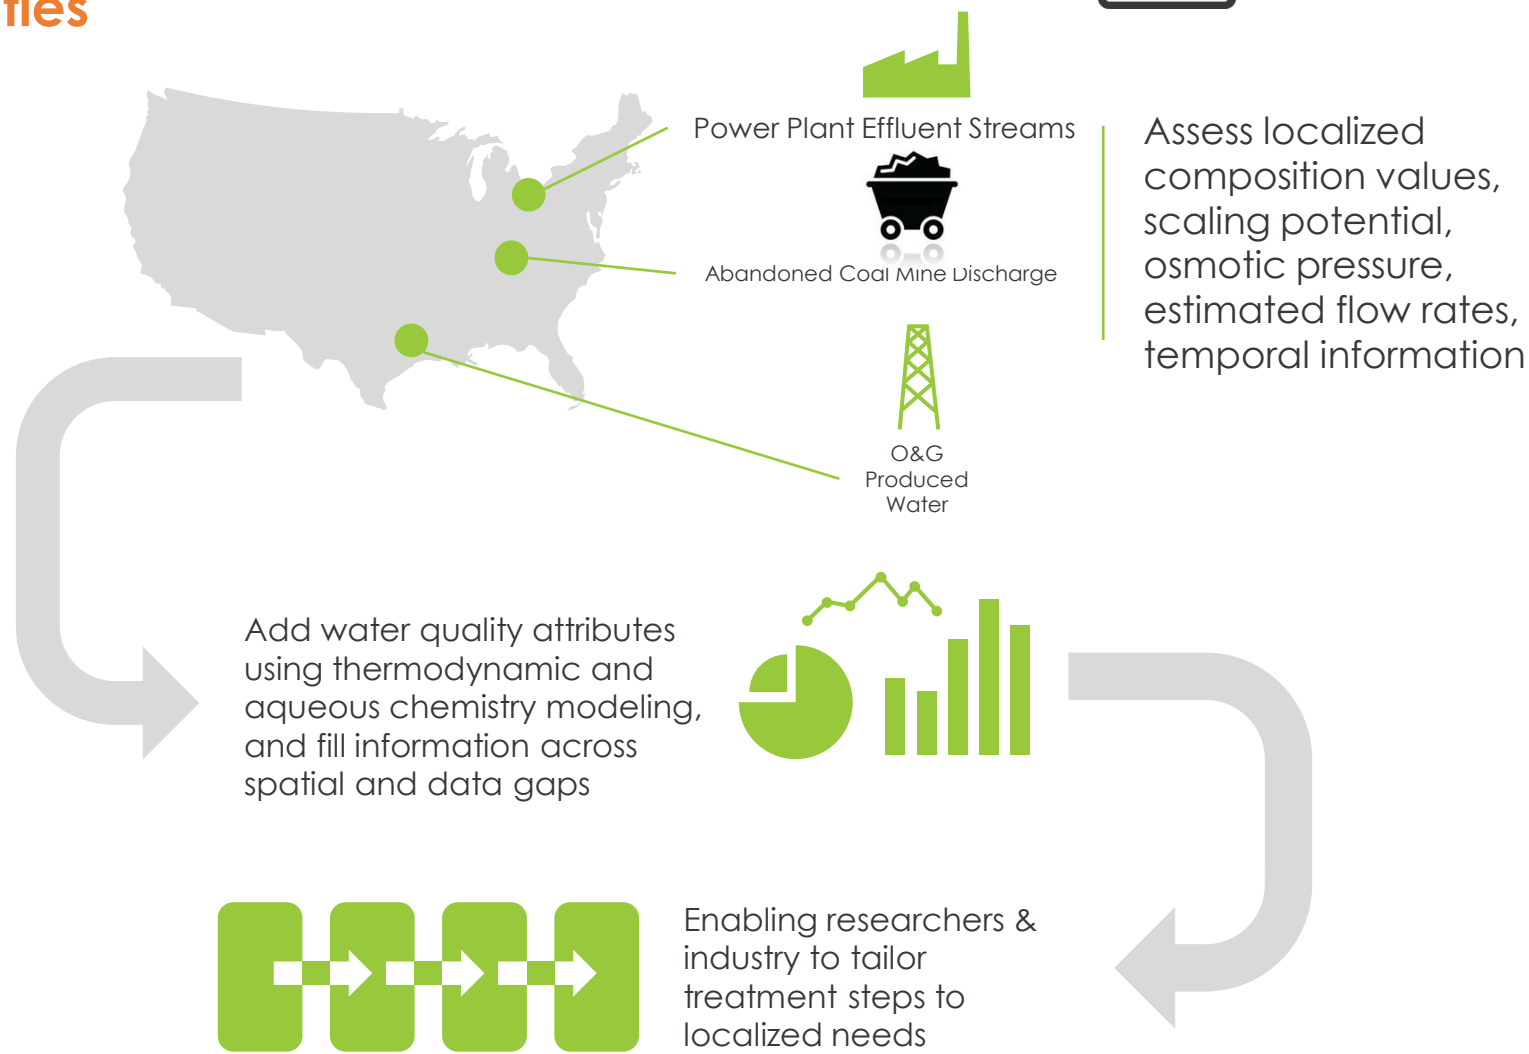 ties
Power Plant Effluent Streams
Abandoned Coal Mine Discharge
O&G
Produced
Water
Assess localized
composition values,
scaling potential,
osmotic pressure,
estimated flow rates,
temporal information
Add water quality attributes
using thermodynamic and
aqueous chemistry modeling,
and fill information across
spatial and data gaps
Enabling researchers &
industry to tailor
treatment steps to
localized needs